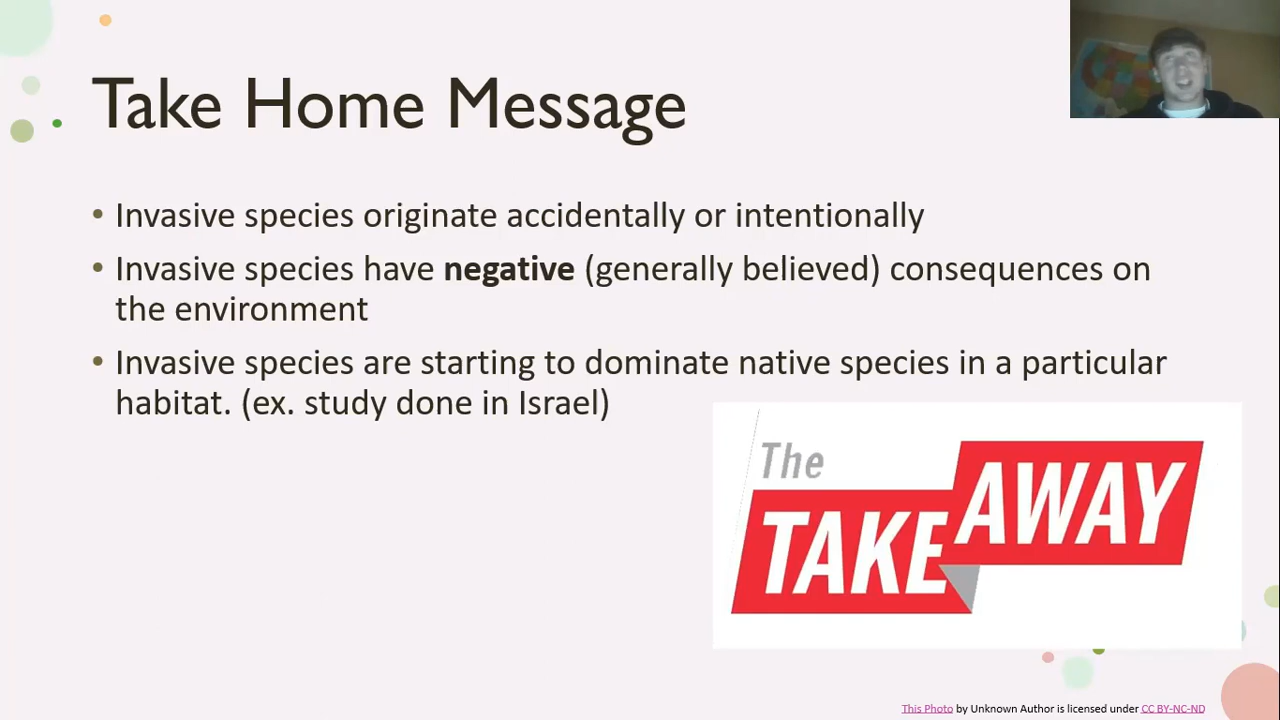 Take Home Message
• Invasive species originate accidentally or intentionally
• Invasive species have negative (generally believed) consequences on
the environment
• Invasive species are starting to dominate native species in a particular
habitat. (ex. study done in Israel)
The
TAKE AWAY
This Photo by Unknown Author is licensed under CC BY-NC-ND